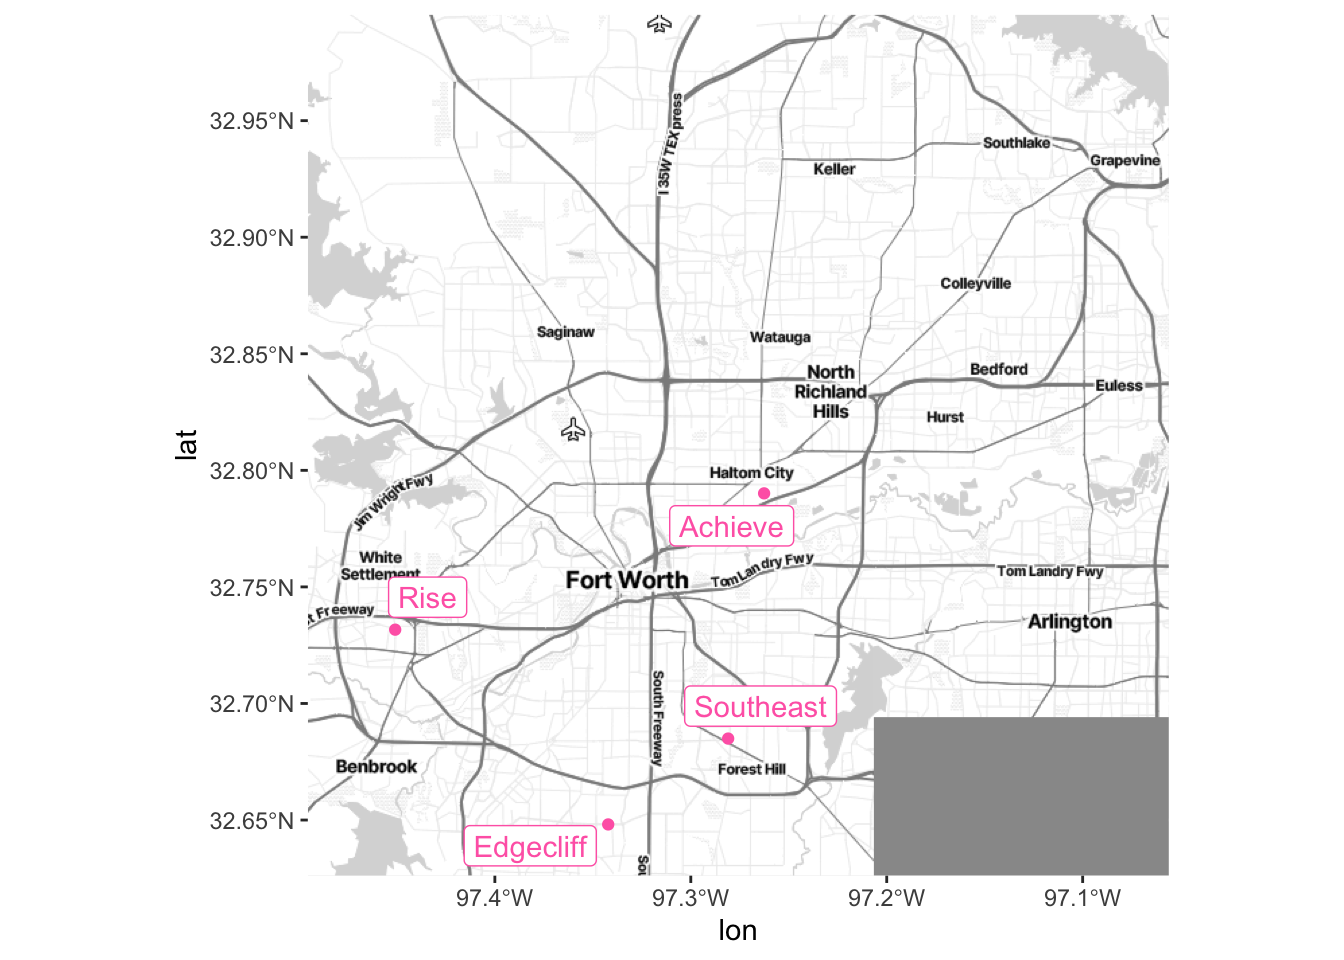 32.95°N
32.90°N
32.85°N
32.80°N
32.75°N
32.70°N
32.65°N
lat
I 35W TEXpress
Southlake
Keller
Grapevine
Colleyville
Saginaw
Watauga
North
Richland
Hills
Bedford
Euless
Hurst
Haltom City
Jim Wright Fwy
Achieve
White
Settlement
Fort Worth
Tom Landry Fwy
Tom Landry Fwy
Rise
t Freeway
Arlington
South Freeway
Southeast
Forest Hill
Benbrook
Edgecliff
Sou
97.4°W
97.3°W
97.2°W
97.1°W
lon